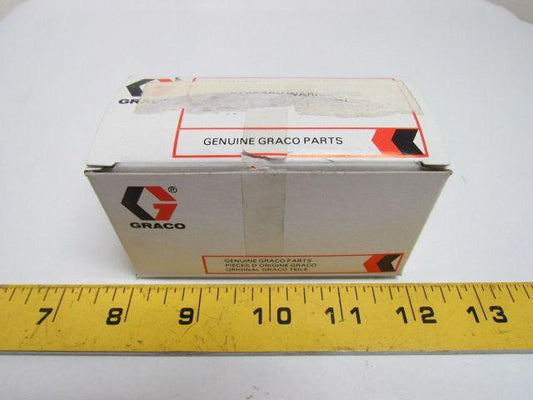 GRACO
GENUINE GRACO PARTS
®
GRACO
GENUINE GRACO PARTS
PIECES D'ORIGINE GRACO
ORIGINAL GRACO TEILE
7 8 9 10 11 12 13